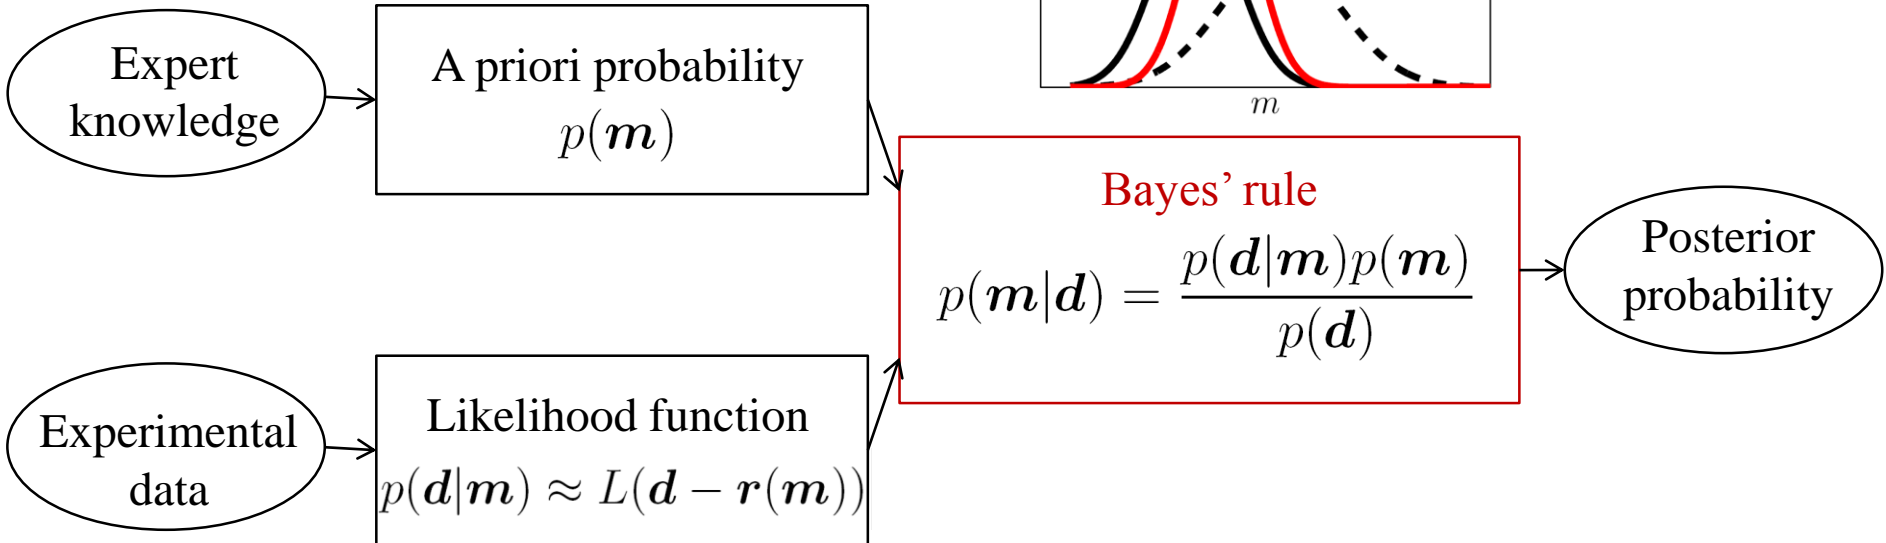 Expert
knowledge
A priori probability
p(m)
m
Bayes’ rule
p(m|d) = p(d|m)p(m) / p(d)
Posterior
probability
Experimental
data
Likelihood function
p(d|m) ≈ L(d − r(m))